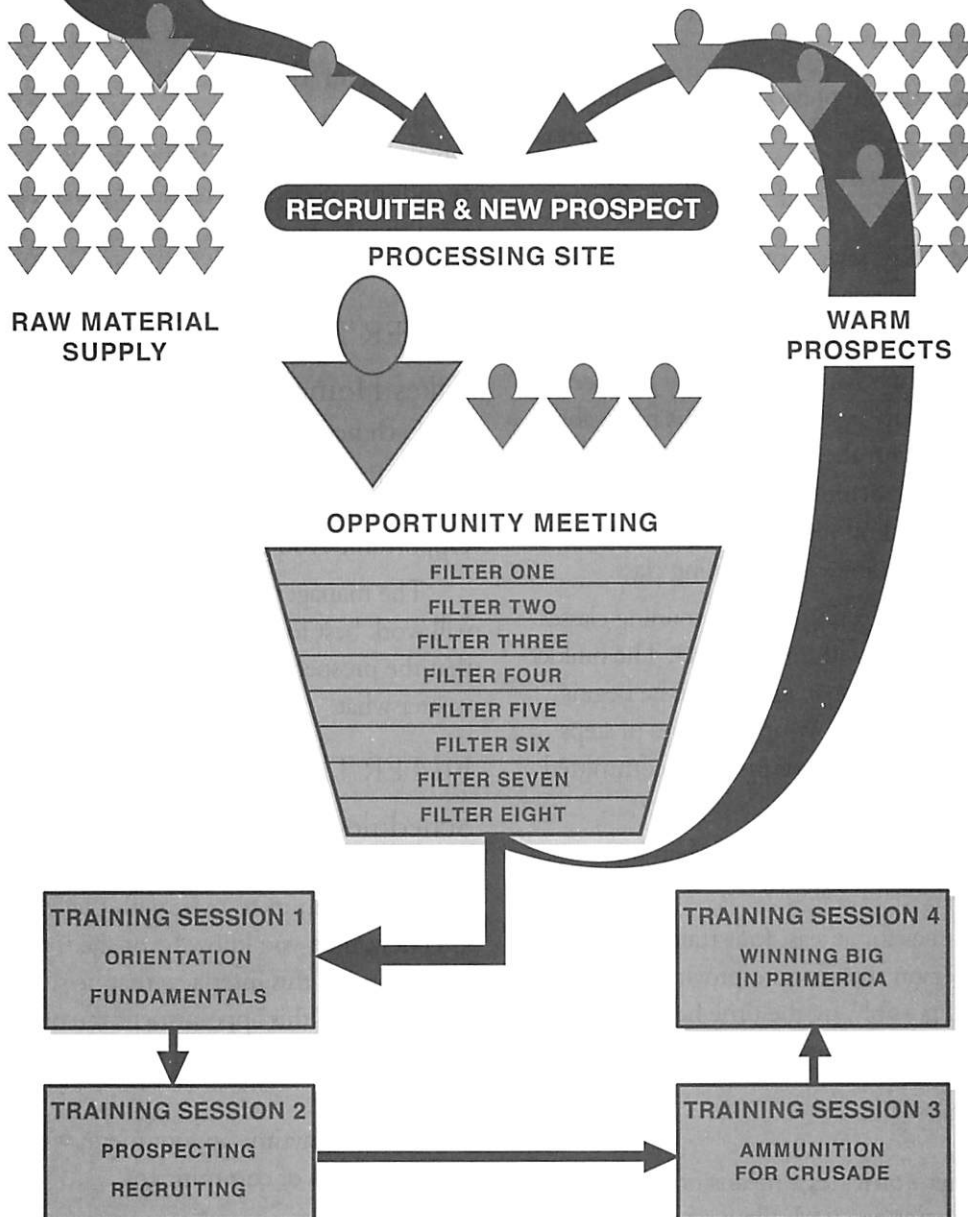 RECRUITER & NEW PROSPECT
PROCESSING SITE
RAW MATERIAL
SUPPLY
WARM
PROSPECTS
OPPORTUNITY MEETING
FILTER ONE
FILTER TWO
FILTER THREE
FILTER FOUR
FILTER FIVE
FILTER SIX
FILTER SEVEN
FILTER EIGHT
TRAINING SESSION 1
ORIENTATION
FUNDAMENTALS
TRAINING SESSION 2
PROSPECTING
RECRUITING
TRAINING SESSION 3
AMMUNITION
FOR CRUSADE
TRAINING SESSION 4
WINNING BIG
IN PRIMERICA